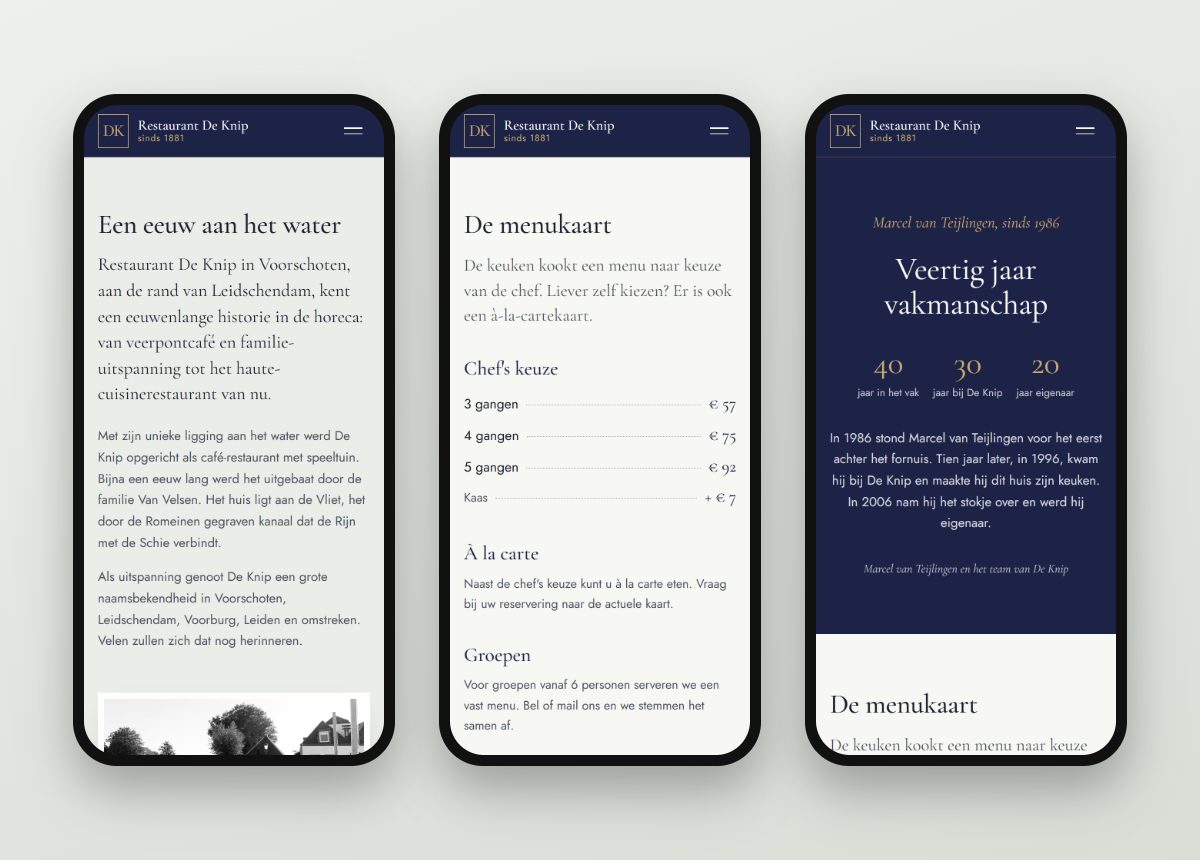 DK
Restaurant De Knip
sinds 1881
Een eeuw aan het water
Restaurant De Knip in Voorschoten,
aan de rand van Leidschendam, kent
een eeuwenlange historie in de horeca:
van veerpontcafé en familie-
uitspanning tot het haute-
cuisinerestaurant van nu.
Met zijn unieke ligging aan het water werd De
Knip opgericht als café-restaurant met speeltuin.
Bijna een eeuw lang werd het uitgebaat door de
familie Van Velsen. Het huis ligt aan de Vliet, het
door de Romeinen gegraven kanaal dat de Rijn
met de Schie verbindt.
Als uitspanning genoot De Knip een grote
naamsbekendheid in Voorschoten,
Leidschendam, Voorburg, Leiden en omstreken.
Velen zullen zich dat nog herinneren.
DK
Restaurant De Knip
sinds 1881
De menukaart
De keuken kookt een menu naar keuze
van de chef. Liever zelf kiezen? Er is ook
een à-la-cartekaart.
Chef's keuze
3 gangen € 57
4 gangen € 75
5 gangen € 92
Kaas + € 7
À la carte
Naast de chef's keuze kunt u à la carte eten. Vraag
bij uw reservering naar de actuele kaart.
Groepen
Voor groepen vanaf 6 personen serveren we een
vast menu. Bel of mail ons en we stemmen het
samen af.
DK
Restaurant De Knip
sinds 1881
Marcel van Teijlingen, sinds 1986
Veertig jaar
vakmanschap
40 30 20
jaar in het vak jaar bij De Knip jaar eigenaar
In 1986 stond Marcel van Teijlingen voor het eerst
achter het fornuis. Tien jaar later, in 1996, kwam
hij bij De Knip en maakte hij dit huis zijn keuken.
In 2006 nam hij het stokje over en werd hij
eigenaar.
Marcel van Teijlingen en het team van De Knip
De menukaart
De keuken kookt een menu naar keuze